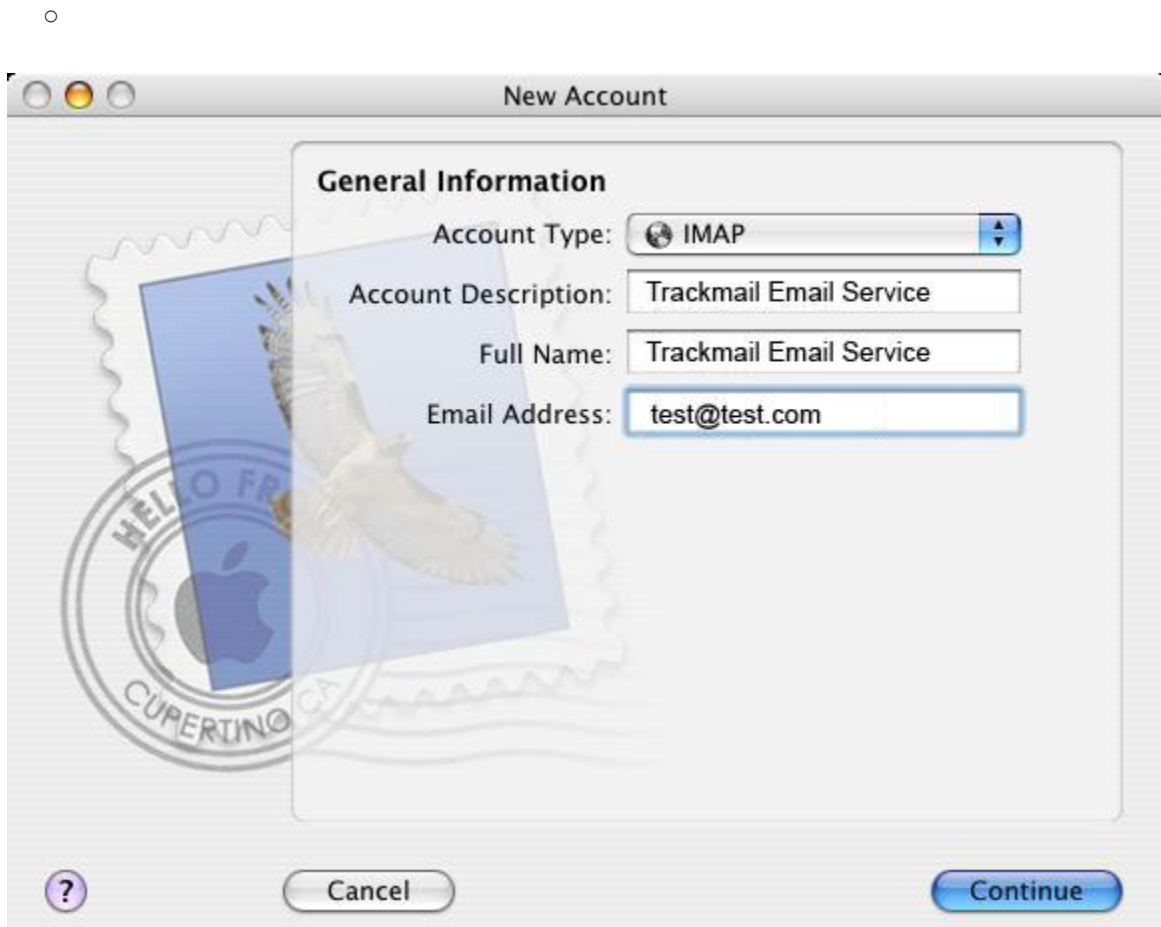 New Account
General Information
Account Type: IMAP
Account Description: Trackmail Email Service
Full Name: Trackmail Email Service
Email Address: test@test.com
HELLO FR
CUPERTINO CA
? Cancel Continue